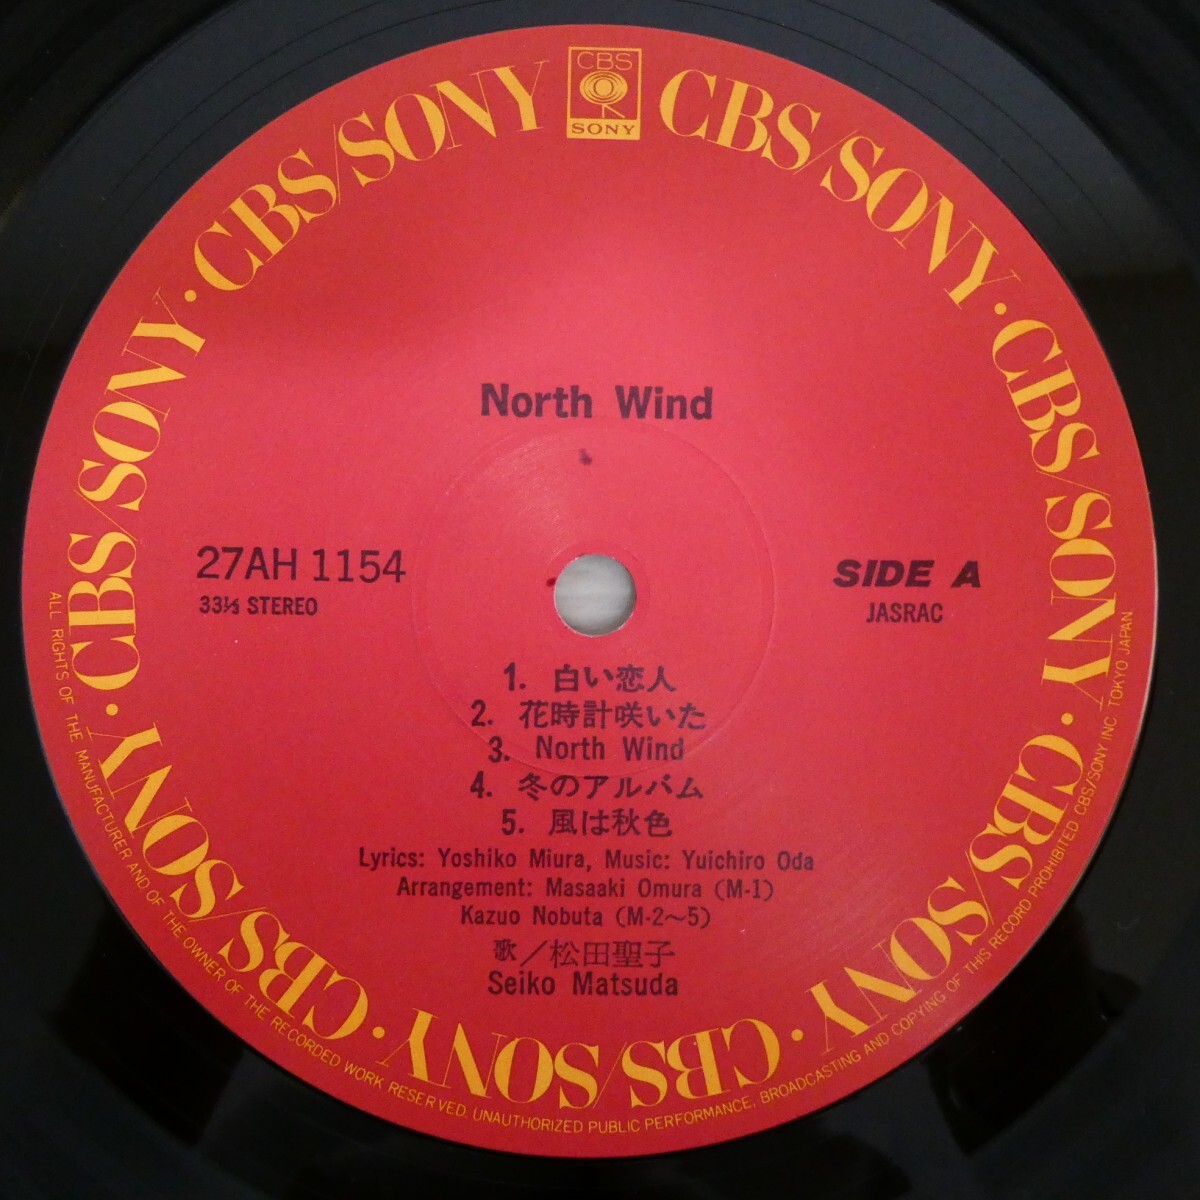 CBS
SONY
CBS/SONY · CBS/SONY · CBS/SONY · CBS/SONY · CBS/SONY · CBS/SONY · CBS/SONY · CBS/SONY
North Wind
27AH 1154
33⅓ STEREO
SIDE A
JASRAC
1. 白い恋人
2. 花時計咲いた
3. North Wind
4. 冬のアルバム
5. 風は秋色
Lyrics: Yoshiko Miura, Music: Yuichiro Oda
Arrangement: Masaaki Omura (M-1)
Kazuo Nobuta (M-2〜5)
歌／松田聖子
Seiko Matsuda
ALL RIGHTS OF THE MANUFACTURER AND OF THE OWNER OF THE RECORDED WORK RESERVED. UNAUTHORIZED PUBLIC PERFORMANCE, BROADCASTING AND COPYING OF THIS RECORD PROHIBITED CBS/SONY INC. TOKYO JAPAN